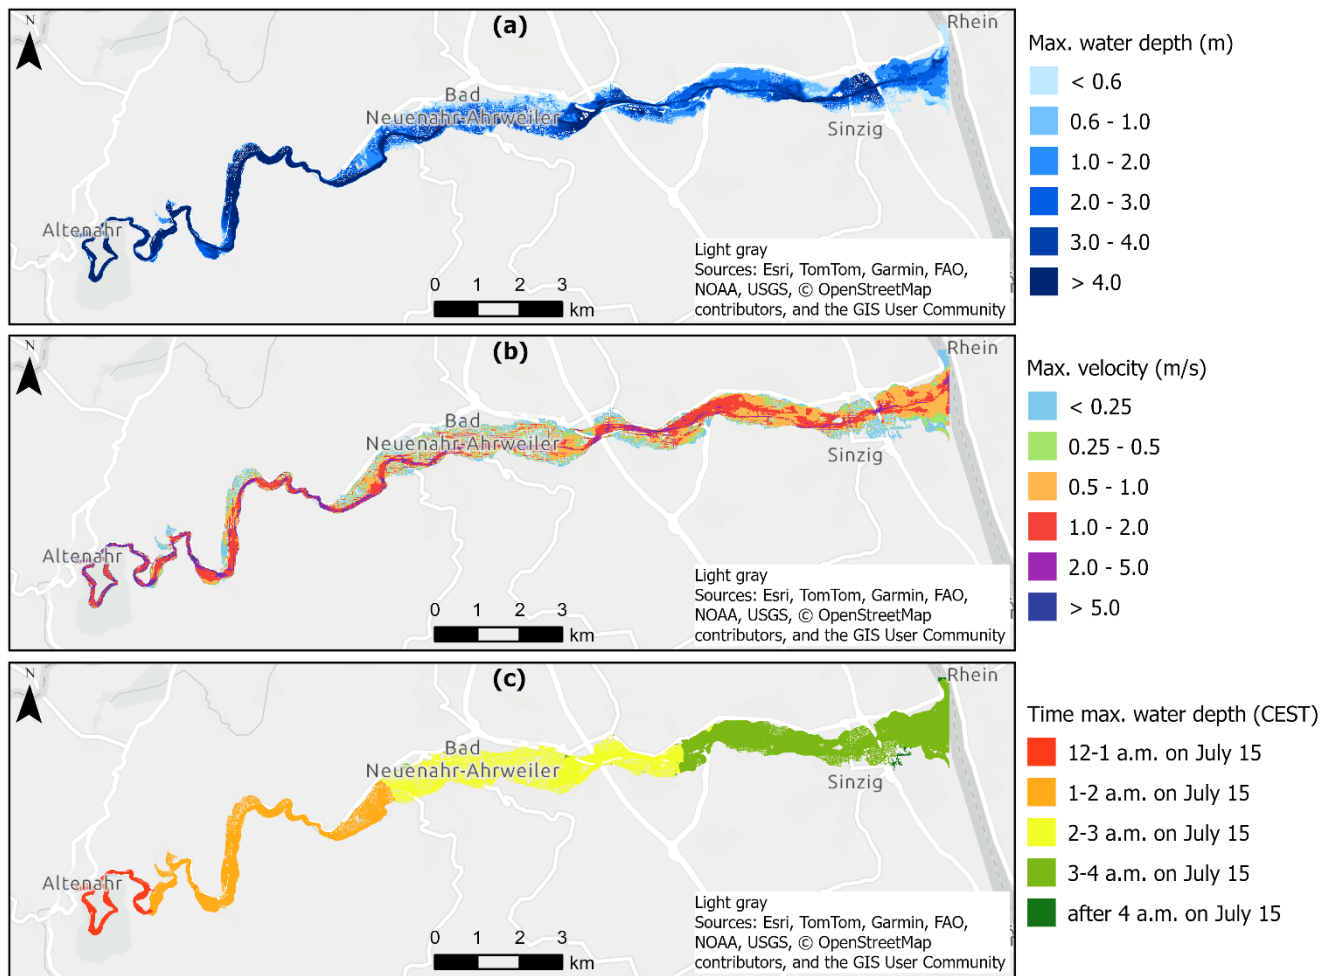 (a)
N
Rhein
Bad
Neuenahr-Ahrweiler
Sinzig
Altenahr
0 1 2 3
km
Light gray
Sources: Esri, TomTom, Garmin, FAO,
NOAA, USGS, © OpenStreetMap
contributors, and the GIS User Community
Max. water depth (m)
< 0.6
0.6 - 1.0
1.0 - 2.0
2.0 - 3.0
3.0 - 4.0
> 4.0
(b)
N
Rhein
Bad
Neuenahr-Ahrweiler
Sinzig
Altenahr
0 1 2 3
km
Light gray
Sources: Esri, TomTom, Garmin, FAO,
NOAA, USGS, © OpenStreetMap
contributors, and the GIS User Community
Max. velocity (m/s)
< 0.25
0.25 - 0.5
0.5 - 1.0
1.0 - 2.0
2.0 - 5.0
> 5.0
(c)
N
Rhein
Bad
Neuenahr-Ahrweiler
Sinzig
Altenahr
0 1 2 3
km
Light gray
Sources: Esri, TomTom, Garmin, FAO,
NOAA, USGS, © OpenStreetMap
contributors, and the GIS User Community
Time max. water depth (CEST)
12-1 a.m. on July 15
1-2 a.m. on July 15
2-3 a.m. on July 15
3-4 a.m. on July 15
after 4 a.m. on July 15